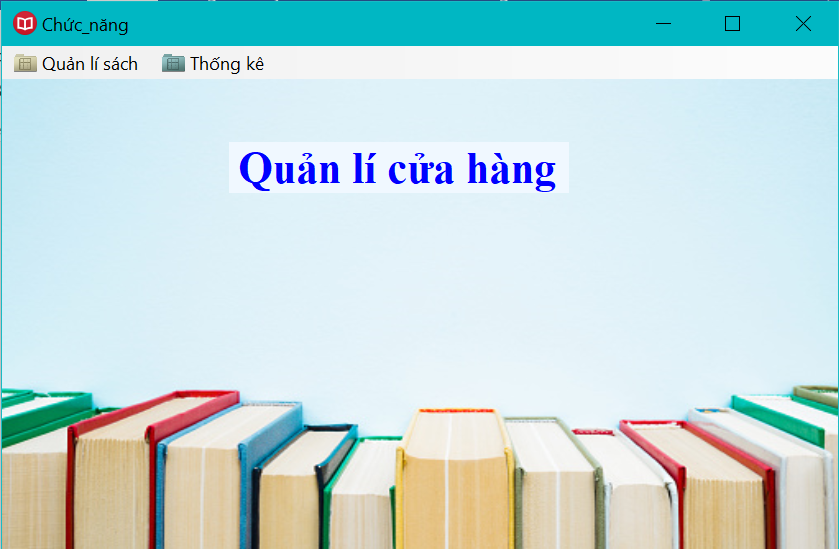 Chức_năng
Quản lí sách Thống kê
Quản lí cửa hàng